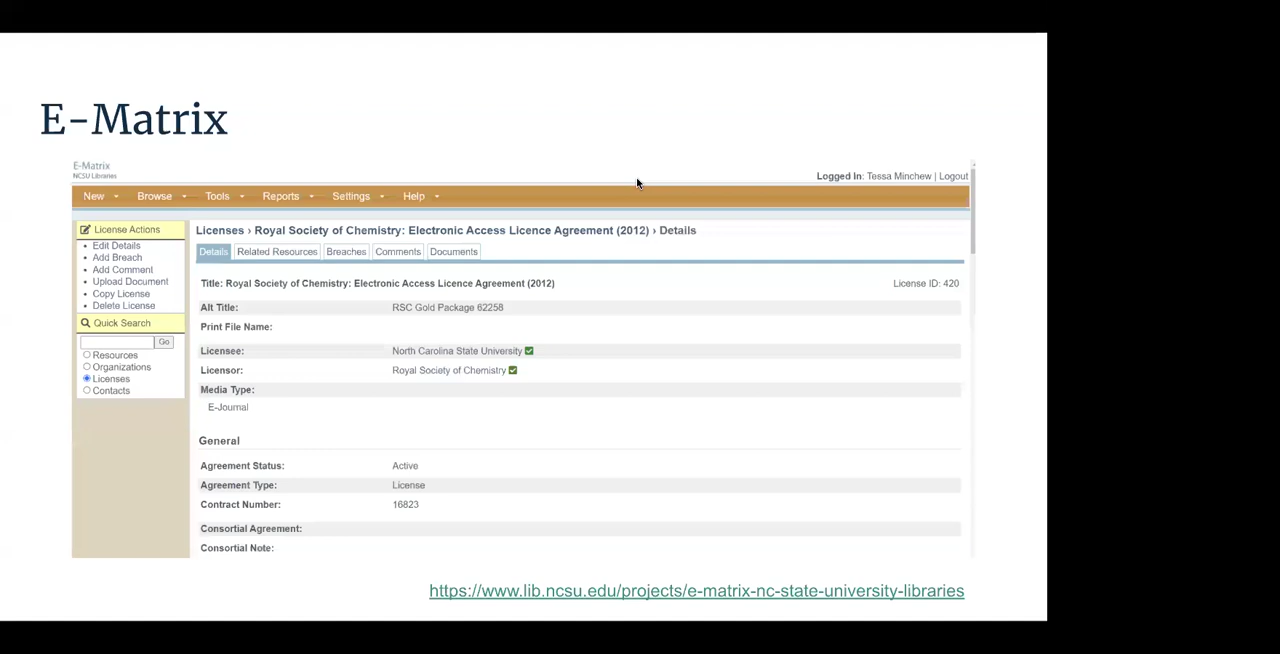 E-Matrix
E-Matrix
NCSU Libraries
Logged In: Tessa Minchew | Logout
New Browse Tools Reports Settings Help
License Actions
Edit Details
Add Breach
Add Comment
Upload Document
Copy License
Delete License
Quick Search
Go
Resources
Organizations
Licenses
Contacts
Licenses › Royal Society of Chemistry: Electronic Access Licence Agreement (2012) › Details
Details Related Resources Breaches Comments Documents
Title: Royal Society of Chemistry: Electronic Access Licence Agreement (2012) License ID: 420
Alt Title: RSC Gold Package 62258
Print File Name:
Licensee: North Carolina State University
Licensor: Royal Society of Chemistry
Media Type:
E-Journal
General
Agreement Status: Active
Agreement Type: License
Contract Number: 16823
Consortial Agreement:
Consortial Note:
https://www.lib.ncsu.edu/projects/e-matrix-nc-state-university-libraries